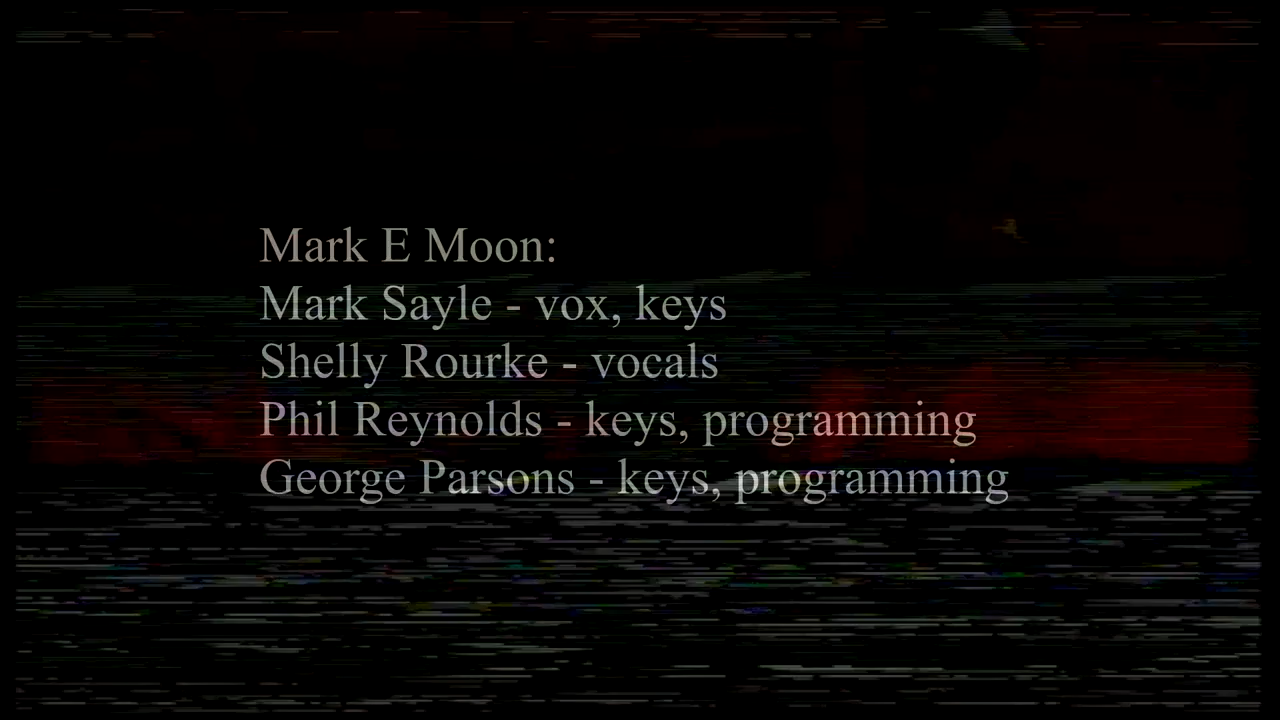 Mark E Moon:
Mark Sayle - vox, keys
Shelly Rourke - vocals
Phil Reynolds - keys, programming
George Parsons - keys, programming